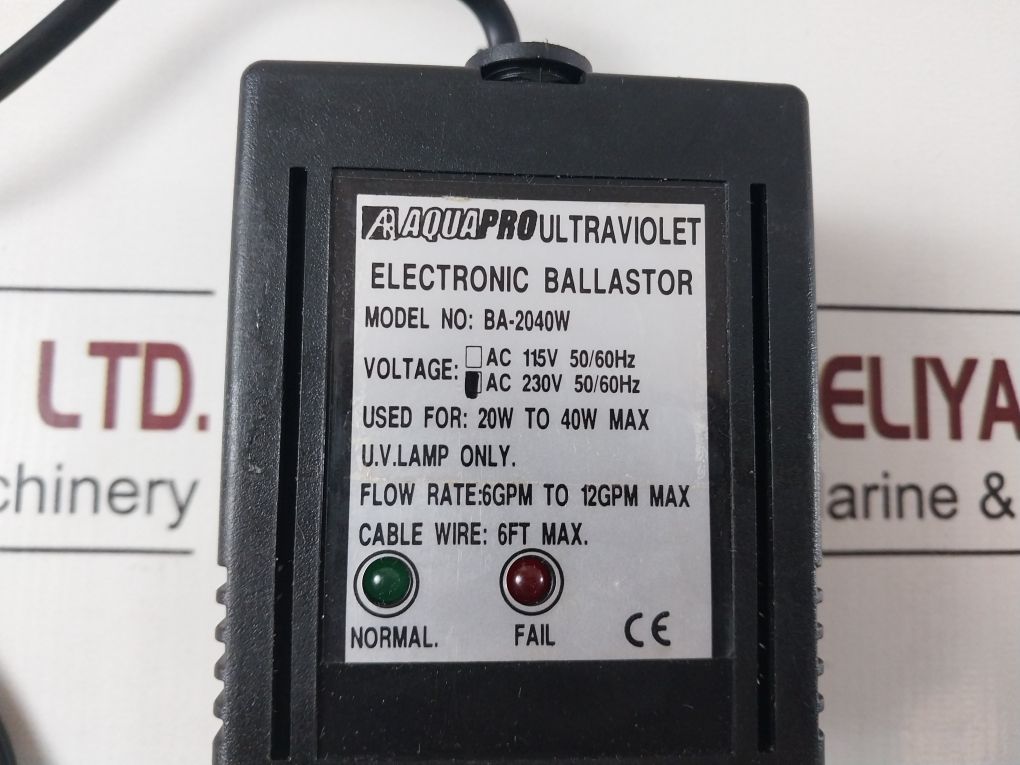 AQUAPRO ULTRAVIOLET
ELECTRONIC BALLASTOR
MODEL NO: BA-2040W
VOLTAGE: AC 115V 50/60Hz
AC 230V 50/60Hz
USED FOR: 20W TO 40W MAX
U.V.LAMP ONLY.
FLOW RATE:6GPM TO 12GPM MAX
CABLE WIRE: 6FT MAX.
NORMAL. FAIL CE
LTD.
chinery
ELIYA
arine &